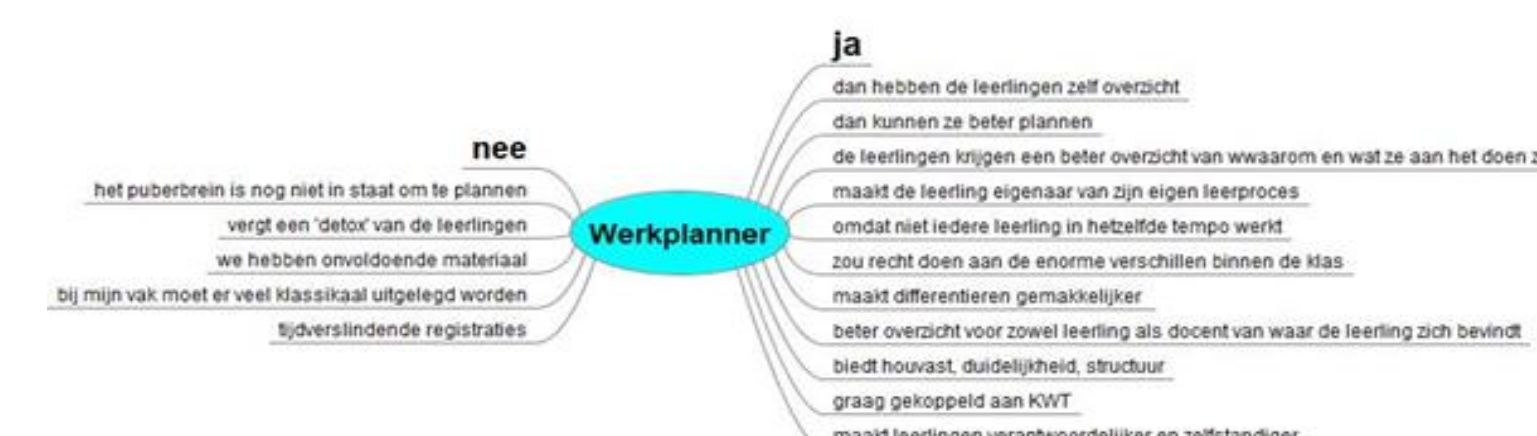 nee
het puberbrein is nog niet in staat om te plannen
vergt een 'detox' van de leerlingen
we hebben onvoldoende materiaal
bij mijn vak moet er veel klassikaal uitgelegd worden
tijdverslindende registraties
Werkplanner
ja
dan hebben de leerlingen zelf overzicht
dan kunnen ze beter plannen
de leerlingen krijgen een beter overzicht van wwaarom en wat ze aan het doen
maakt de leerling eigenaar van zijn eigen leerproces
omdat niet iedere leerling in hetzelfde tempo werkt
zou recht doen aan de enorme verschillen binnen de klas
maakt differentieren gemakkelijker
beter overzicht voor zowel leerling als docent van waar de leerling zich bevindt
biedt houvast, duidelijkheid, structuur
graag gekoppeld aan KWT
maakt leerlingen verantwoordelijker en zelfstandiger